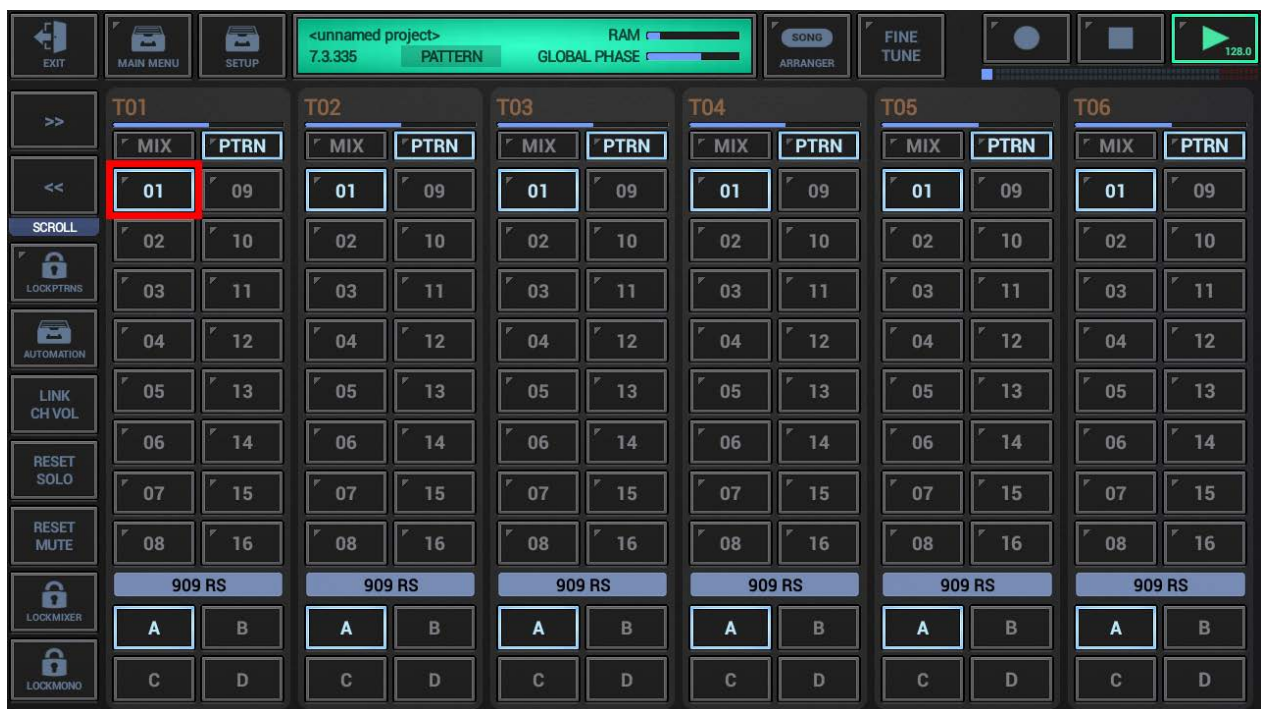 EXIT
MAIN MENU
SETUP
<unnamed project>
RAM
7.3.335 PATTERN GLOBAL PHASE
SONG
ARRANGER
FINE
TUNE
128.0
>>
<<
SCROLL
LOCKPTRNS
AUTOMATION
LINK
CH VOL
RESET
SOLO
RESET
MUTE
LOCKMIXER
LOCKMONO
T01 T02 T03 T04 T05 T06
MIX PTRN MIX PTRN MIX PTRN MIX PTRN MIX PTRN MIX PTRN
01 09 01 09 01 09 01 09 01 09 01 09
02 10 02 10 02 10 02 10 02 10 02 10
03 11 03 11 03 11 03 11 03 11 03 11
04 12 04 12 04 12 04 12 04 12 04 12
05 13 05 13 05 13 05 13 05 13 05 13
06 14 06 14 06 14 06 14 06 14 06 14
07 15 07 15 07 15 07 15 07 15 07 15
08 16 08 16 08 16 08 16 08 16 08 16
909 RS 909 RS 909 RS 909 RS 909 RS 909 RS
A B A B A B A B A B A B
C D C D C D C D C D C D